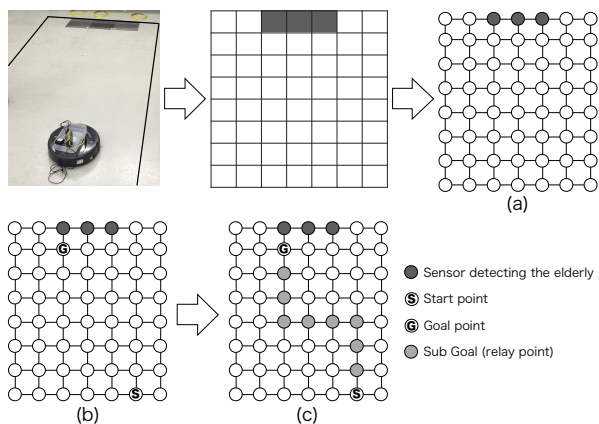 (a)
G
S
(b)
G
S
(c)
Sensor detecting the elderly
S Start point
G Goal point
Sub Goal (relay point)